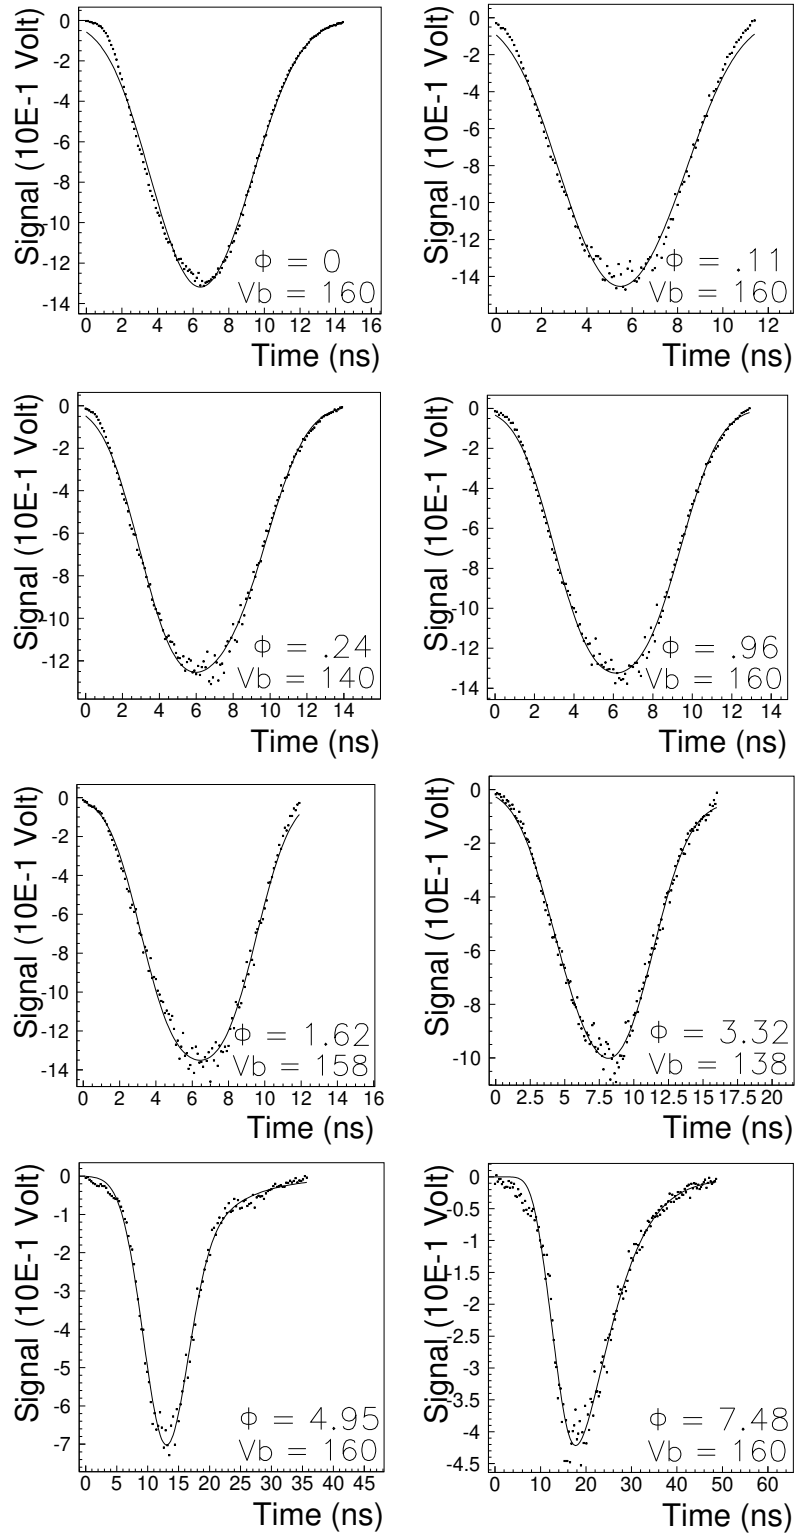 Signal (10E-1 Volt)
0
-2
-4
-6
-8
-10
-12
-14
Φ = 0
Vb = 160
0 2 4 6 8 10 12 14 16
Time (ns)
Signal (10E-1 Volt)
0
-2
-4
-6
-8
-10
-12
-14
Φ = .11
Vb = 160
0 2 4 6 8 10 12
Time (ns)
Signal (10E-1 Volt)
0
-2
-4
-6
-8
-10
-12
Φ = .24
Vb = 140
0 2 4 6 8 10 12 14
Time (ns)
Signal (10E-1 Volt)
0
-2
-4
-6
-8
-10
-12
-14
Φ = .96
Vb = 160
0 2 4 6 8 10 12 14
Time (ns)
Signal (10E-1 Volt)
0
-2
-4
-6
-8
-10
-12
-14
Φ = 1.62
Vb = 158
0 2 4 6 8 10 12 14 16
Time (ns)
Signal (10E-1 Volt)
0
-2
-4
-6
-8
-10
Φ = 3.32
Vb = 138
0 2.5 5 7.5 10 12.5 15 17.5 20
Time (ns)
Signal (10E-1 Volt)
0
-1
-2
-3
-4
-5
-6
-7
Φ = 4.95
Vb = 160
0 5 10 15 20 25 30 35 40 45
Time (ns)
Signal (10E-1 Volt)
0
-0.5
-1
-1.5
-2
-2.5
-3
-3.5
-4
-4.5
Φ = 7.48
Vb = 160
0 10 20 30 40 50 60
Time (ns)